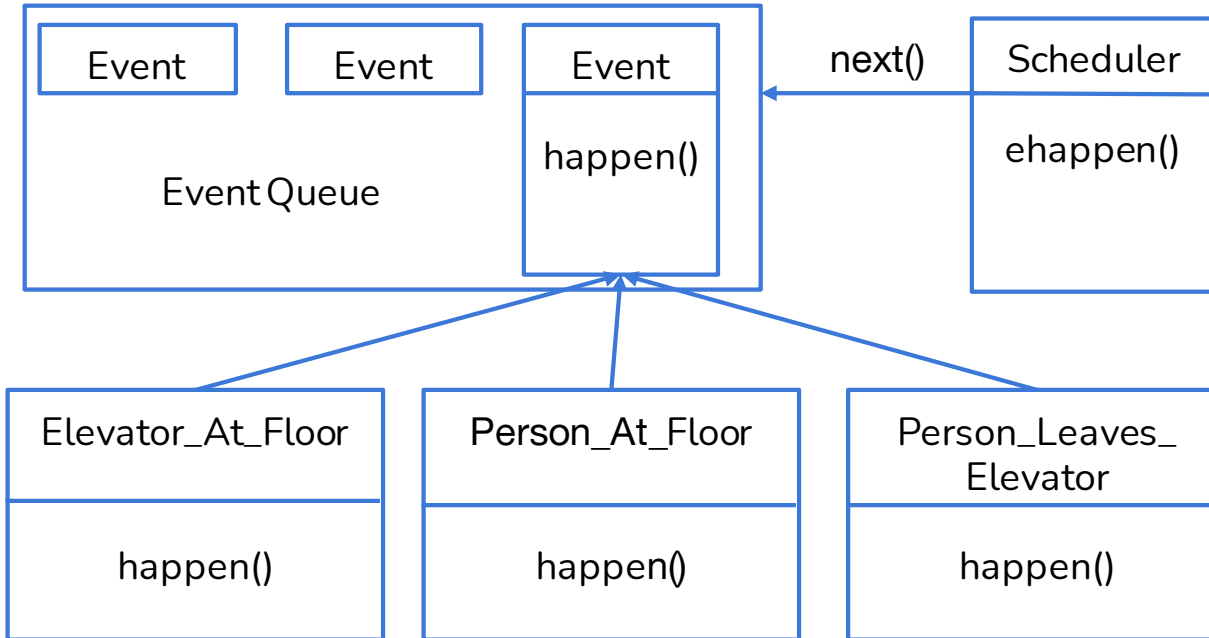 Event
Event
Event
next()
Scheduler
happen()
ehappen()
Event Queue
Elevator_At_Floor
Person_At_Floor
Person_Leaves_
Elevator
happen()
happen()
happen()